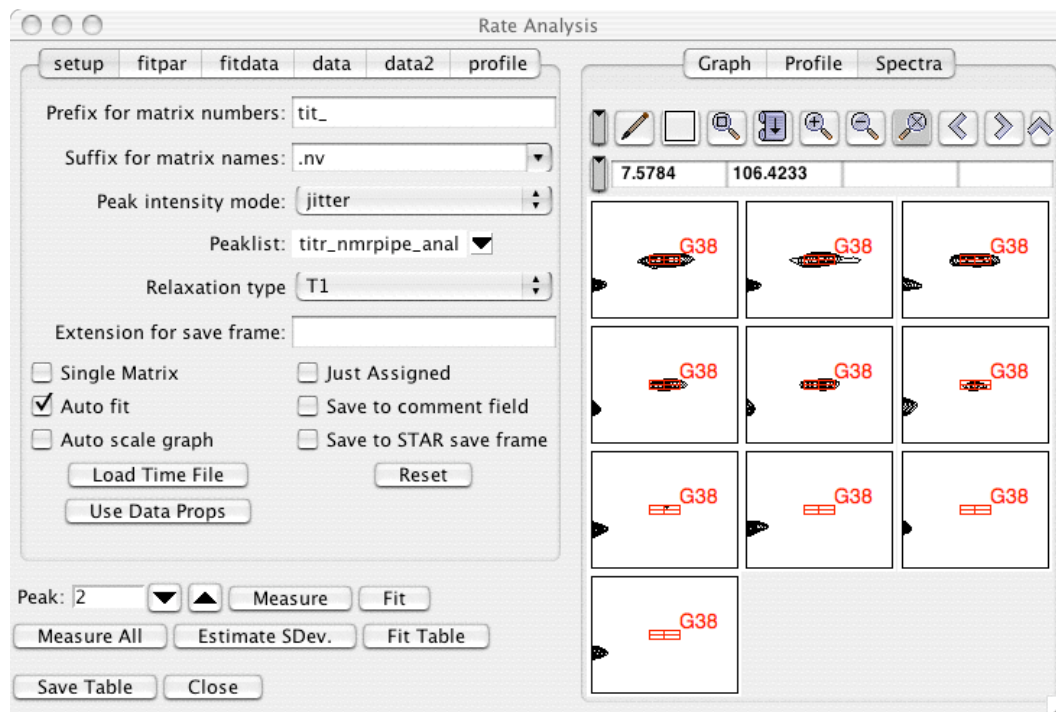 Rate Analysis
setup fitpar fitdata data data2 profile
Prefix for matrix numbers: tit_
Suffix for matrix names: .nv
Peak intensity mode: jitter
Peaklist: titr_nmrpipe_anal
Relaxation type T1
Extension for save frame:
Single Matrix Just Assigned
Auto fit Save to comment field
Auto scale graph Save to STAR save frame
Load Time File Reset
Use Data Props
Peak: 2 Measure Fit
Measure All Estimate SDev. Fit Table
Save Table Close
Graph Profile Spectra
7.5784 106.4233
G38 G38 G38
G38 G38 G38
G38 G38 G38
G38